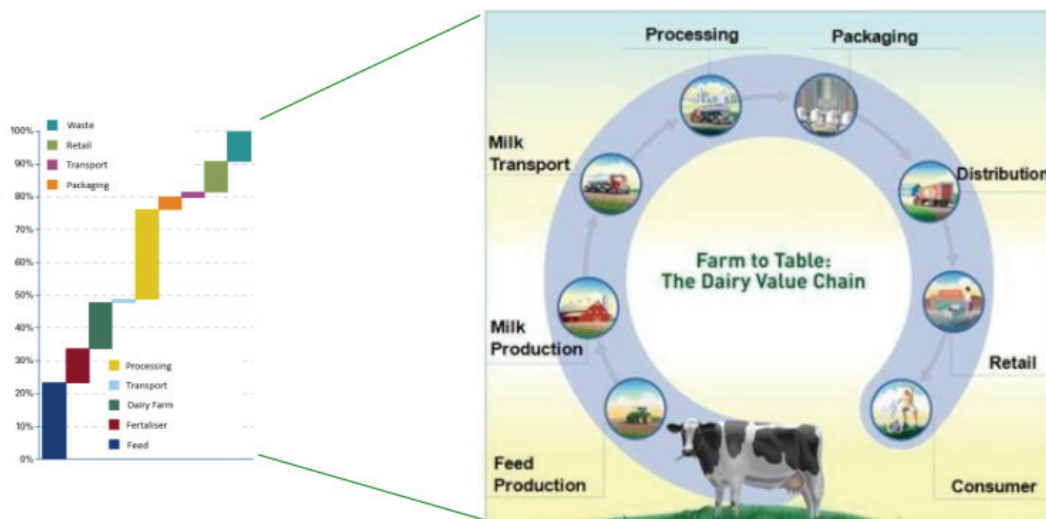 100%
90%
80%
70%
60%
50%
40%
30%
20%
10%
0%
Waste
Retail
Transport
Packaging
Processing
Transport
Dairy Farm
Fertaliser
Feed
Processing
Packaging
Milk
Transport
Distribution
Farm to Table:
The Dairy Value Chain
Milk
Production
Retail
Feed
Production
Consumer